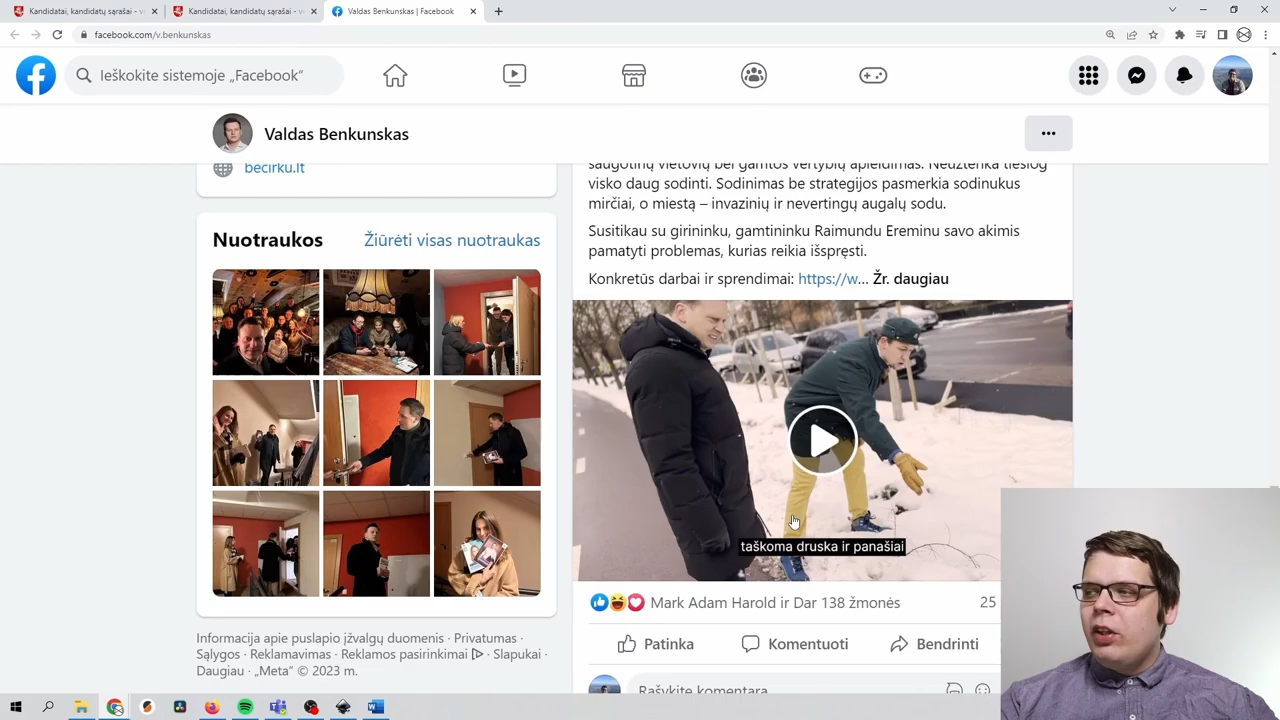 Kandidatai, kandidatų sąrašai - v
Kandidatai, kandidatų sąrašai - v
Valdas Benkunskas | Facebook
facebook.com/v.benkunskas
Ieškokite sistemoje „Facebook“
Valdas Benkunskas
becirku.lt
Nuotraukos
Žiūrėti visas nuotraukas
Informacija apie puslapio įžvalgų duomenis · Privatumas ·
Sąlygos · Reklamavimas · Reklamos pasirinkimai · Slapukai ·
Daugiau · „Meta“ © 2023 m.
saugotinų vietovių bei gamtos vertybių apleidimas. Neužtenka tiesiog
visko daug sodinti. Sodinimas be strategijos pasmerkia sodinukus
mirčiai, o miestą – invazinių ir nevertingų augalų sodu.
Susitikau su girininku, gamtininku Raimundu Ereminu savo akimis
pamatyti problemas, kurias reikia išspręsti.
Konkretūs darbai ir sprendimai: https://w... Žr. daugiau
taškoma druska ir panašiai
Mark Adam Harold ir Dar 138 žmonės
25
Patinka
Komentuoti
Bendrinti
Rašykite komentarą